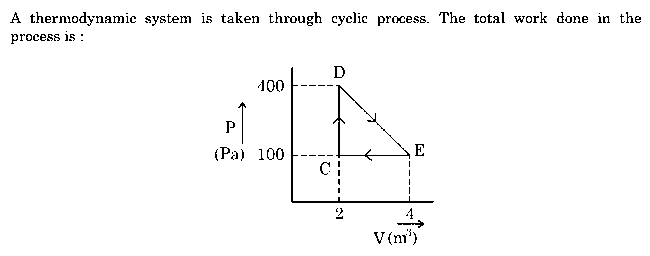 A thermodynamic system is taken through cyclic process. The total work done in the
process is :
D
400
P
(Pa) 100
E
C
2 4
V(m³)